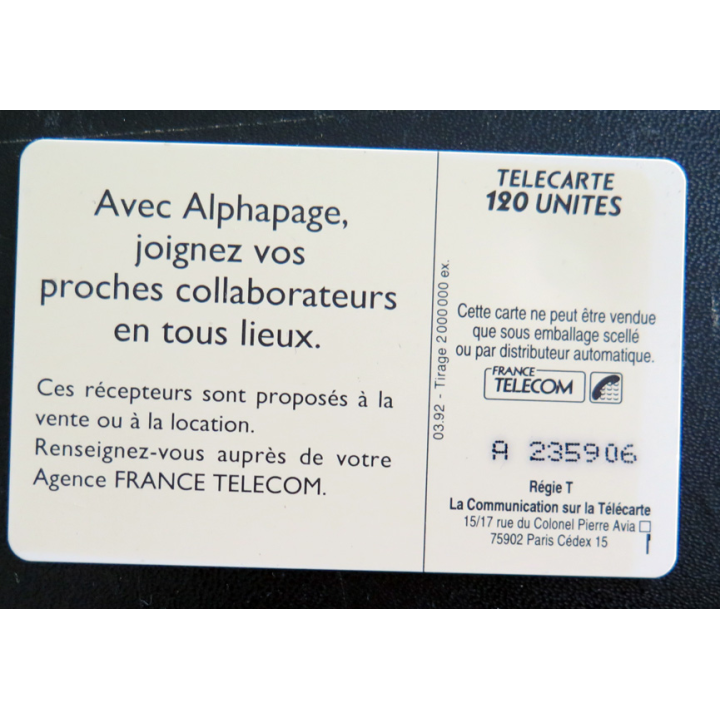 Avec Alphapage,
joignez vos
proches collaborateurs
en tous lieux.
Ces récepteurs sont proposés à la
vente ou à la location.
Renseignez-vous auprès de votre
Agence FRANCE TELECOM.
03.92 - Tirage 2 000 000 ex.
TELECARTE
120 UNITES
Cette carte ne peut être vendue
que sous emballage scellé
ou par distributeur automatique.
FRANCE
TELECOM
A 235906
Régie T
La Communication sur la Télécarte
15/17 rue du Colonel Pierre Avia
75902 Paris Cédex 15